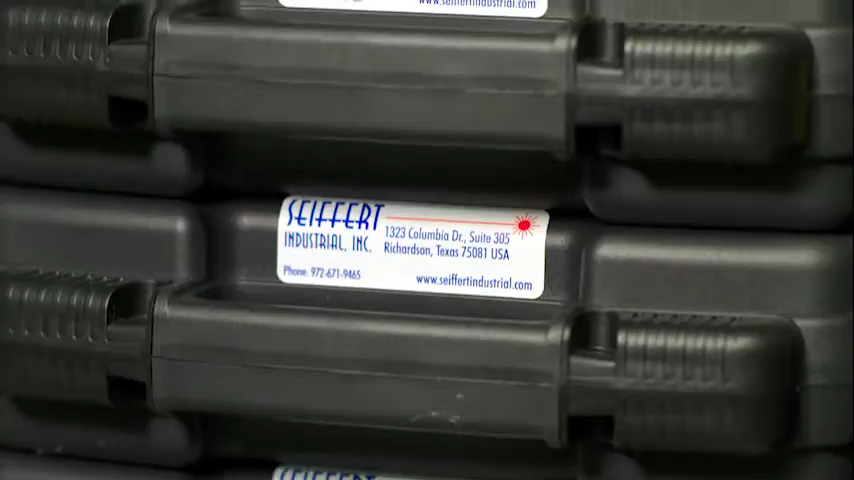 www.seiffertindustrial.com
SEIFFERT
INDUSTRIAL, INC.
1323 Columbia Dr., Suite 305
Richardson, Texas 75081 USA
Phone: 972-671-9465
www.seiffertindustrial.com
SEIFFERT